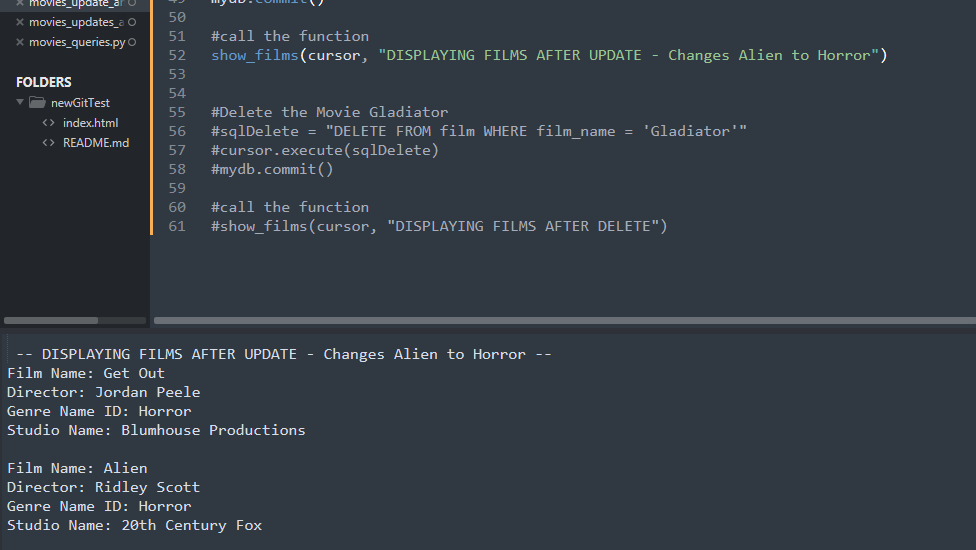 movies_update_ar
movies_updates_a
movies_queries.py
FOLDERS
newGitTest
<> index.html
<> README.md
49 mydb.commit()
50
51 #call the function
52 show_films(cursor, "DISPLAYING FILMS AFTER UPDATE - Changes Alien to Horror")
53
54
55 #Delete the Movie Gladiator
56 #sqlDelete = "DELETE FROM film WHERE film_name = 'Gladiator'"
57 #cursor.execute(sqlDelete)
58 #mydb.commit()
59
60 #call the function
61 #show_films(cursor, "DISPLAYING FILMS AFTER DELETE")
-- DISPLAYING FILMS AFTER UPDATE - Changes Alien to Horror --
Film Name: Get Out
Director: Jordan Peele
Genre Name ID: Horror
Studio Name: Blumhouse Productions
Film Name: Alien
Director: Ridley Scott
Genre Name ID: Horror
Studio Name: 20th Century Fox